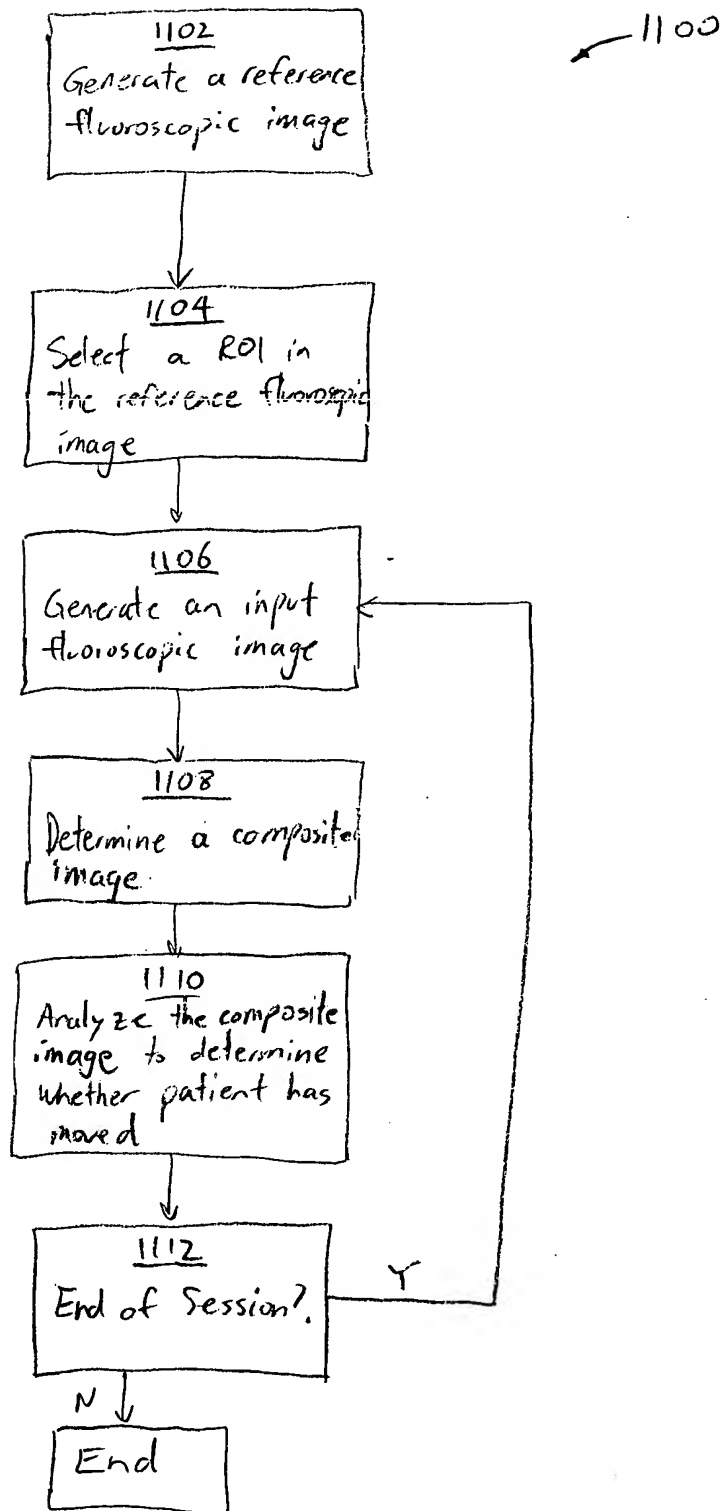 1100
1102
Generate a reference
fluoroscopic image
1104
Select a ROI in
the reference fluoroscopic
image
1106
Generate an input
fluoroscopic image
1108
Determine a composite
image.
1110
Analyze the composite
image to determine
whether patient has
moved
1112
End of Session?.
Y
N
End